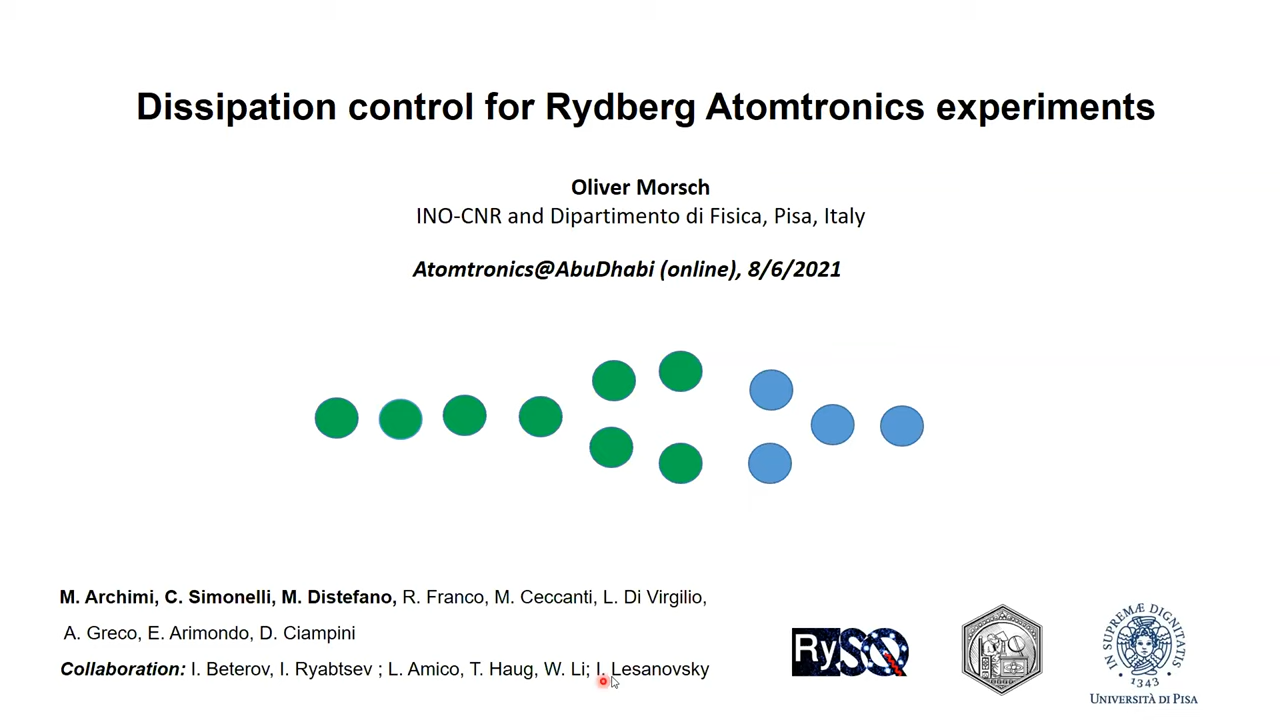 Dissipation control for Rydberg Atomtronics experiments
Oliver Morsch
INO-CNR and Dipartimento di Fisica, Pisa, Italy
Atomtronics@AbuDhabi (online), 8/6/2021
M. Archimi, C. Simonelli, M. Distefano, R. Franco, M. Ceccanti, L. Di Virgilio,
A. Greco, E. Arimondo, D. Ciampini
Collaboration: I. Beterov, I. Ryabtsev ; L. Amico, T. Haug, W. Li; I. Lesanovsky
RySQ
IN SUPREMÆ DIGNITATIS
1343
UNIVERSITÀ DI PISA